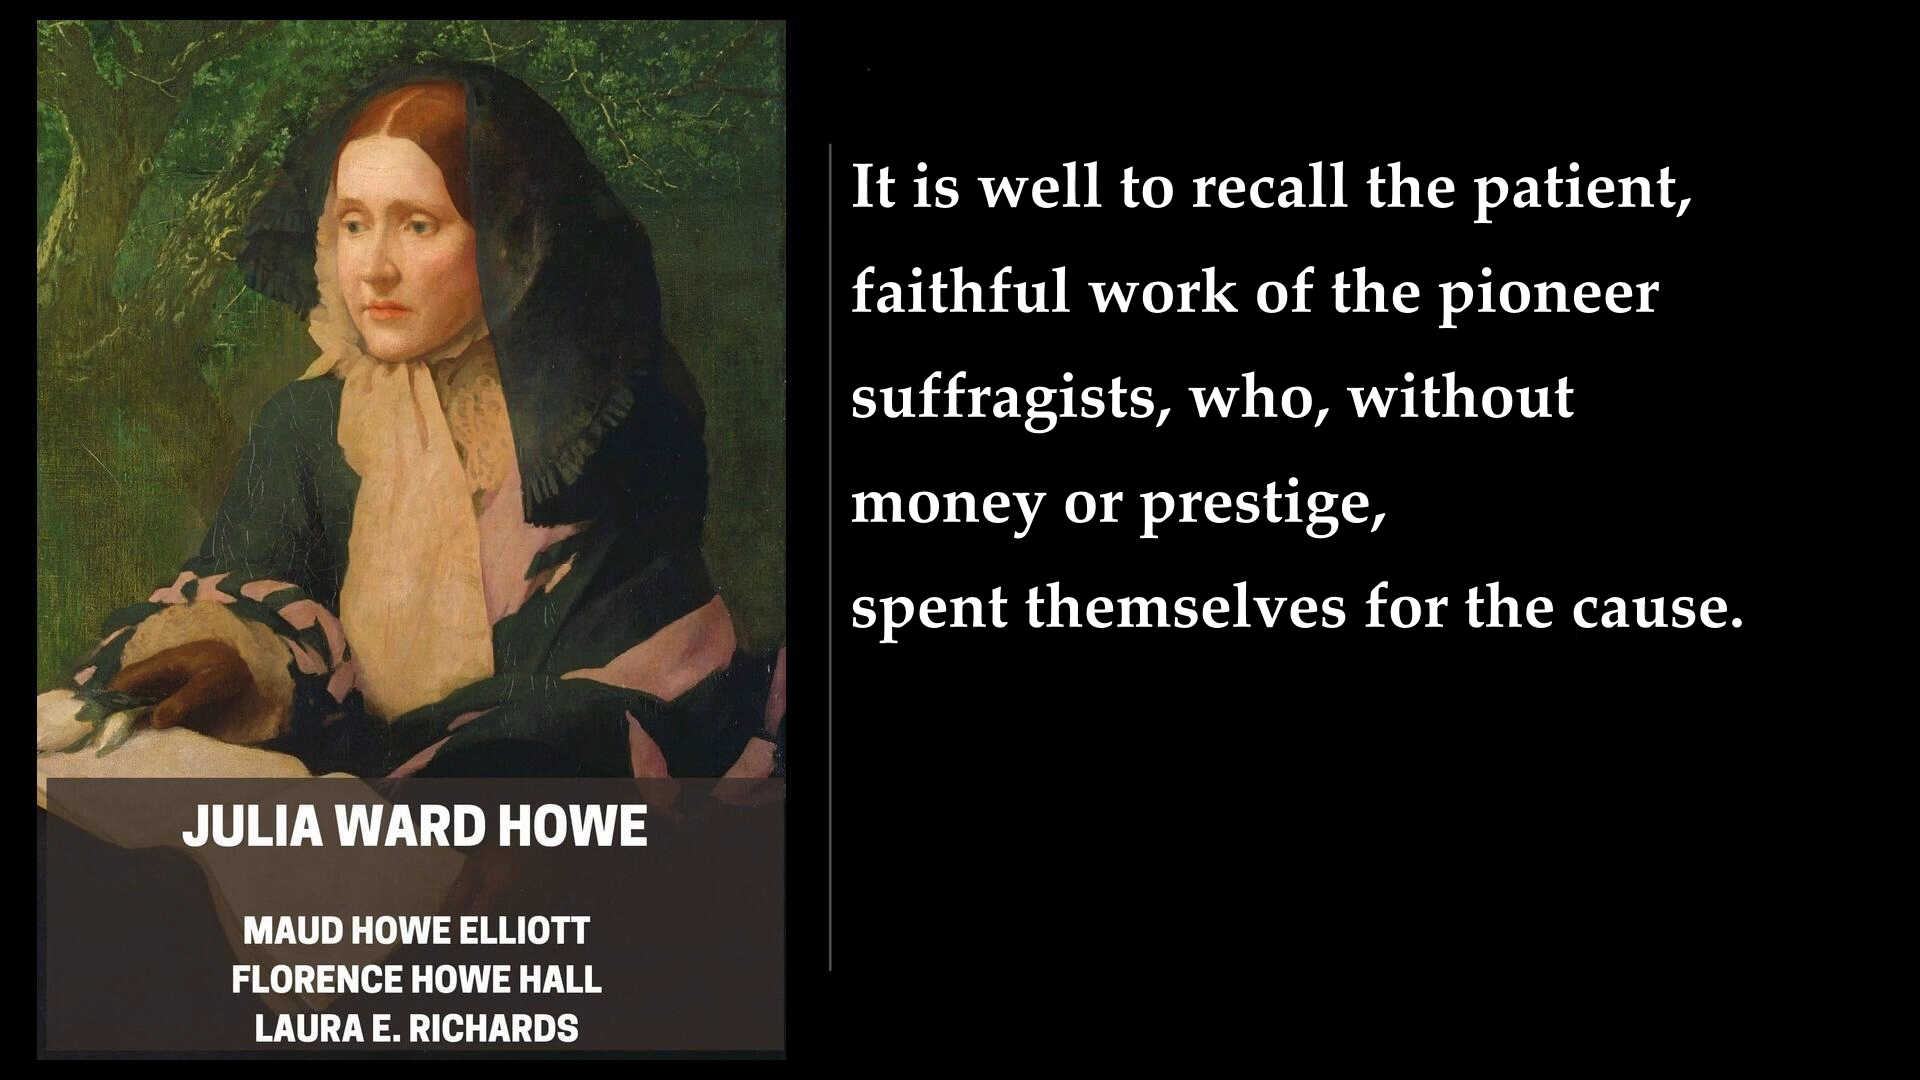 JULIA WARD HOWE
MAUD HOWE ELLIOTT
FLORENCE HOWE HALL
LAURA E. RICHARDS
It is well to recall the patient,
faithful work of the pioneer
suffragists, who, without
money or prestige,
spent themselves for the cause.